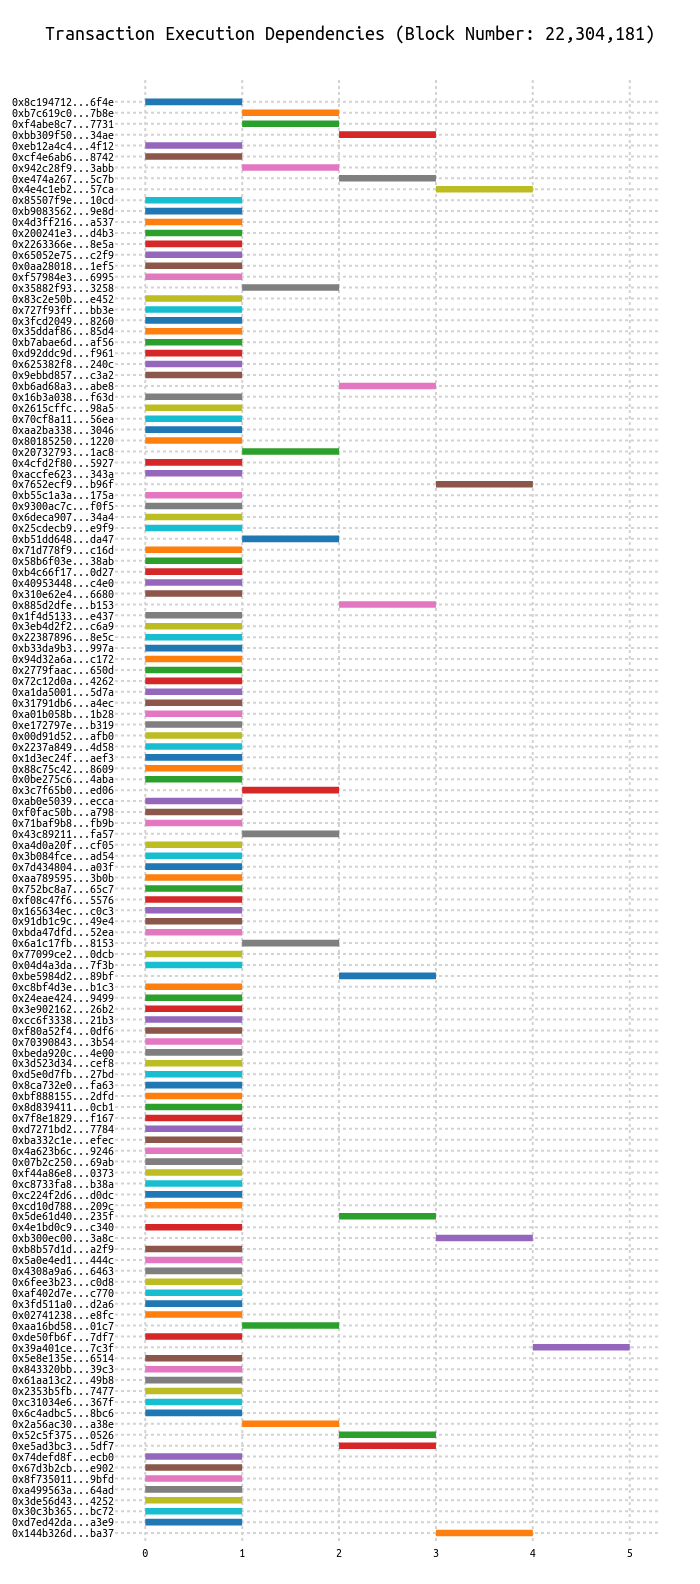 Transaction Execution Dependencies (Block Number: 22,304,181)
0x8c194712...6f4e
0xb7c619c0...7b8e
0xf4abe8c7...7731
0xbb309f50...34ae
0xeb12a4c4...4f12
0xcf4e6ab6...8742
0x942c28f9...3abb
0xe474a267...5c7b
0x4e4c1eb2...57ca
0x85507f9e...10cd
0xb9083562...9e8d
0x4d3ff216...a537
0x200241e3...d4b3
0x2263366e...8e5a
0x65052e75...c2f9
0x0aa28018...1ef5
0xf57984e3...6995
0x35882f93...3258
0x83c2e50b...e452
0x727f93ff...bb3e
0x3fcd2049...8260
0x35ddaf86...85d4
0xb7abae6d...af56
0xd92ddc9d...f961
0x625382f8...240c
0x9ebbd857...c3a2
0xb6ad68a3...abe8
0x16b3a038...f63d
0x2615cffc...98a5
0x70cf8a11...56ea
0xaa2ba338...3046
0x80185250...1220
0x20732793...1ac8
0x4cfd2f80...5927
0xaccfe623...343a
0x7652ecf9...b96f
0xb55c1a3a...175a
0x9300ac7c...f0f5
0x6deca907...34a4
0x25cdecb9...e9f9
0xb51dd648...da47
0x71d778f9...c16d
0x58b6f03e...38ab
0xb4c66f17...0d27
0x40953448...c4e0
0x310e62e4...6680
0x885d2dfe...b153
0x1f4d5133...e437
0x3eb4d2f2...c6a9
0x22387896...8e5c
0xb33da9b3...997a
0x94d32a6a...c172
0x2779faac...650d
0x72c12d0a...4262
0xa1da5001...5d7a
0x31791db6...a4ec
0xa01b058b...1b28
0xe172797e...b319
0x00d91d52...afb0
0x2237a849...4d58
0x1d3ec24f...aef3
0x88c75c42...8609
0x0be275c6...4aba
0x3c7f65b0...ed06
0xab0e5039...ecca
0xf0fac50b...a798
0x71baf9b8...fb9b
0x43c89211...fa57
0xa4d0a20f...cf05
0x3b084fce...ad54
0x7d434804...a03f
0xaa789595...3b0b
0x752bc8a7...65c7
0xf08c47f6...5576
0x165634ec...c0c3
0x91db1c9c...49e4
0xbda47dfd...52ea
0x6a1c17fb...8153
0x77099ce2...0dcb
0x04d4a3da...7f3b
0xbe5984d2...89bf
0xc8bf4d3e...b1c3
0x24eae424...9499
0x3e902162...26b2
0xcc6f3338...21b3
0xf80a52f4...0df6
0x70390843...3b54
0xbeda920c...4e00
0x3d523d34...cef8
0xd5e0d7fb...27bd
0x8ca732e0...fa63
0xbf888155...2dfd
0x8d839411...0cb1
0x7f8e1829...f167
0xd7271bd2...7784
0xba332c1e...efec
0x4a623b6c...9246
0x07b2c250...69ab
0xf44a86e8...0373
0xc8733fa8...b38a
0xc224f2d6...d0dc
0xcd10d788...209c
0x5de61d40...235f
0x4e1bd0c9...c340
0xb300ec00...3a8c
0xb8b57d1d...a2f9
0x5a0e4ed1...444c
0x4308a9a6...6463
0x6fee3b23...c0d8
0xaf402d7e...c770
0x3fd511a0...d2a6
0x02741238...e8fc
0xaa16bd58...01c7
0xde50fb6f...7df7
0x39a401ce...7c3f
0x5e8e135e...6514
0x843320bb...39c3
0x61aa13c2...49b8
0x2353b5fb...7477
0xc31034e6...367f
0x6c4adbc5...8bc6
0x2a56ac30...a38e
0x52c5f375...0526
0xe5ad3bc3...5df7
0x74defd8f...ecb0
0x67d3b2cb...e902
0x8f735011...9bfd
0xa499563a...64ad
0x3de56d43...4252
0x30c3b365...bc72
0xd7ed42da...a3e9
0x144b326d...ba37
0 1 2 3 4 5